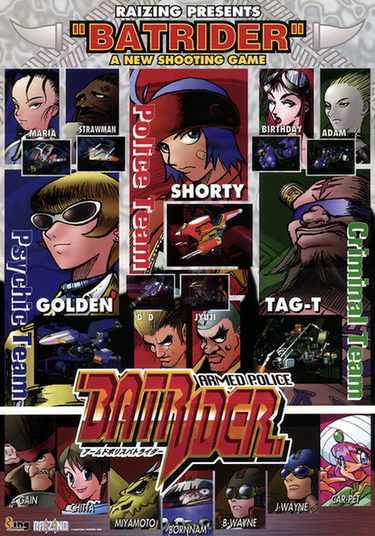 RAIZING PRESENTS
"BATRIDER"
A NEW SHOOTING GAME
MARIA
STRAWMAN
Police Team
BIRTHDAY
ADAM
SHORTY
Psychic Team
GOLDEN
Criminal Team
TAG-T
D.D
JYUJI
ARMED POLICE
BATRIDER
アームドポリスバトライダー
GAIN
CHITTA
MIYAMOTO
BORNNAM
B-WAYNE
J-WAYNE
CAR-PET
8ing
RAIZING